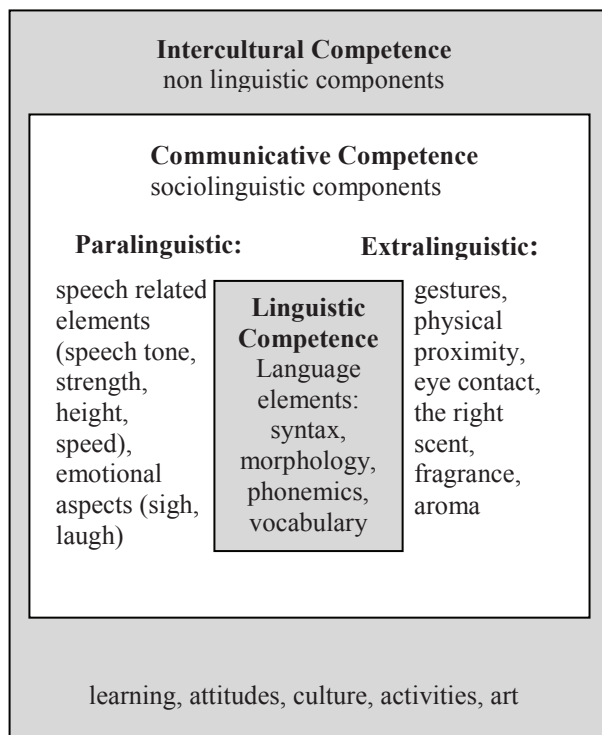 Intercultural Competence
non linguistic components
Communicative Competence
sociolinguistic components
Paralinguistic:
speech related
elements
(speech tone,
strength,
height,
speed),
emotional
aspects (sigh,
laugh)
Linguistic
Competence
Language
elements:
syntax,
morphology,
phonemics,
vocabulary
Extralinguistic:
gestures,
physical
proximity,
eye contact,
the right
scent,
fragrance,
aroma
learning, attitudes, culture, activities, art